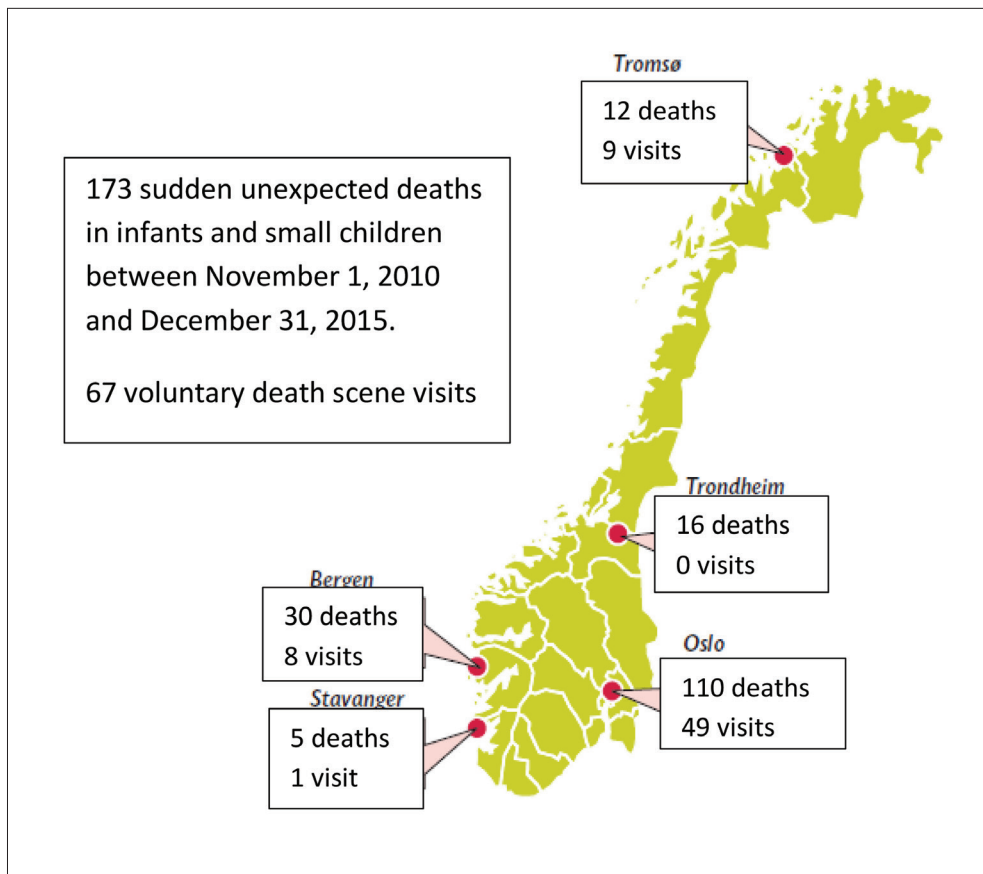 Tromsø
12 deaths
9 visits
173 sudden unexpected deaths
in infants and small children
between November 1, 2010
and December 31, 2015.
67 voluntary death scene visits
Trondheim
16 deaths
0 visits
Bergen
30 deaths
8 visits
Oslo
110 deaths
49 visits
Stavanger
5 deaths
1 visit